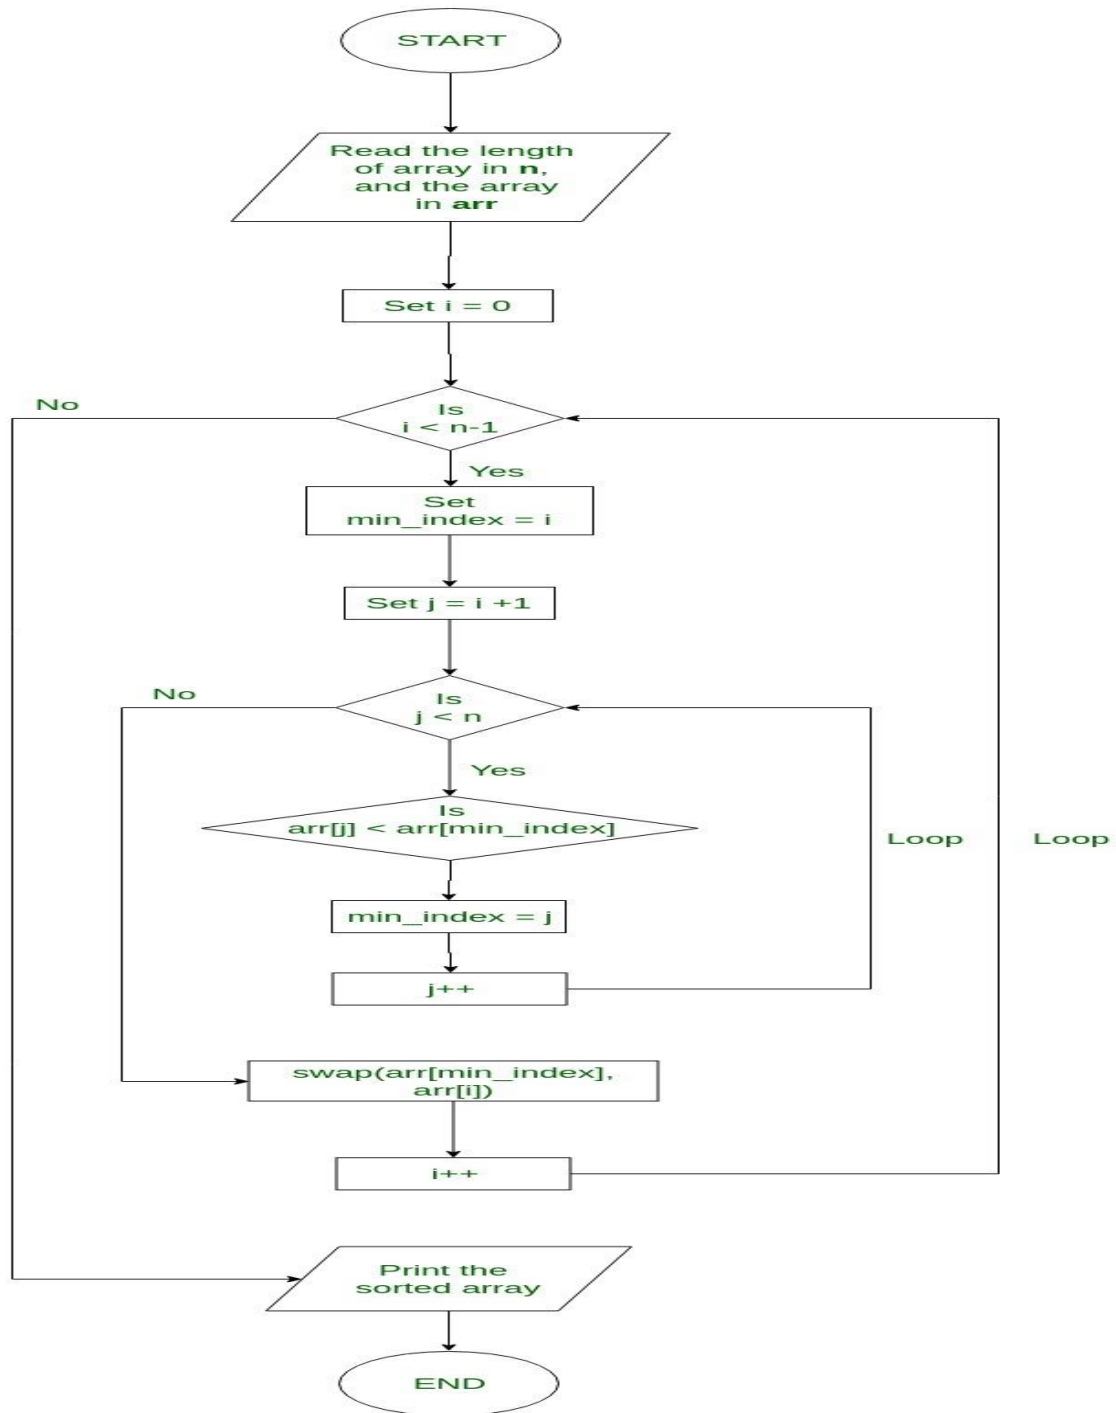 START
Read the length
of array in n,
and the array
in arr
Set i = 0
No
Is
i < n-1
Yes
Set
min_index = i
Set j = i +1
No
Is
j < n
Yes
Is
arr[j] < arr[min_index]
Loop
Loop
min_index = j
j++
swap(arr[min_index],
arr[i])
i++
Print the
sorted array
END